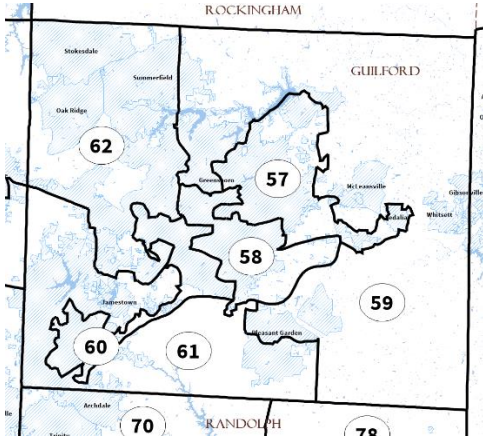 ROCKINGHAM
Stokesdale
Summerfield
GUILFORD
Oak Ridge
62
Greensboro
57
McLeansville
Gibsonville
Sedalia
Whitsett
58
59
Jamestown
Pleasant Garden
60
61
Archdale
70
RANDOLPH
78
Trinity